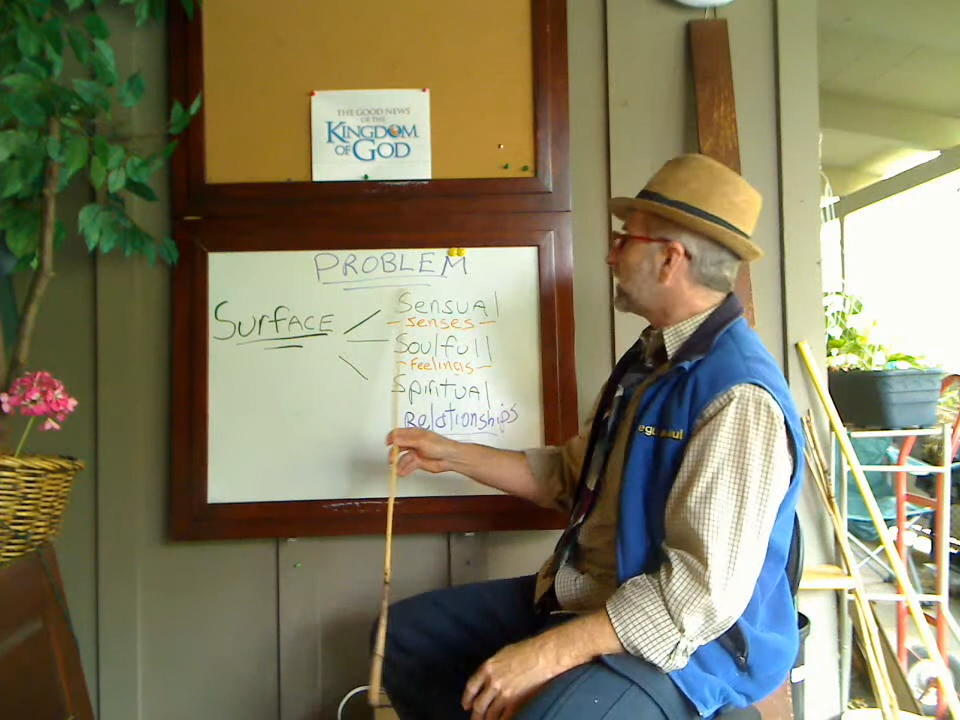 THE GOOD NEWS
OF THE
KINGDOM
OF GOD
PROBLEM
Surface
Sensual
- senses -
Soulfull
- feelings -
Spiritual
Relationships